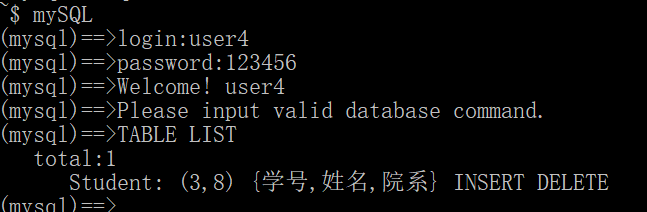 ~$ mySQL
(mysql)==>login:user4
(mysql)==>password:123456
(mysql)==>Welcome! user4
(mysql)==>Please input valid database command.
(mysql)==>TABLE LIST
total:1
Student: (3,8) {学号,姓名,院系} INSERT DELETE
(mysql)==>